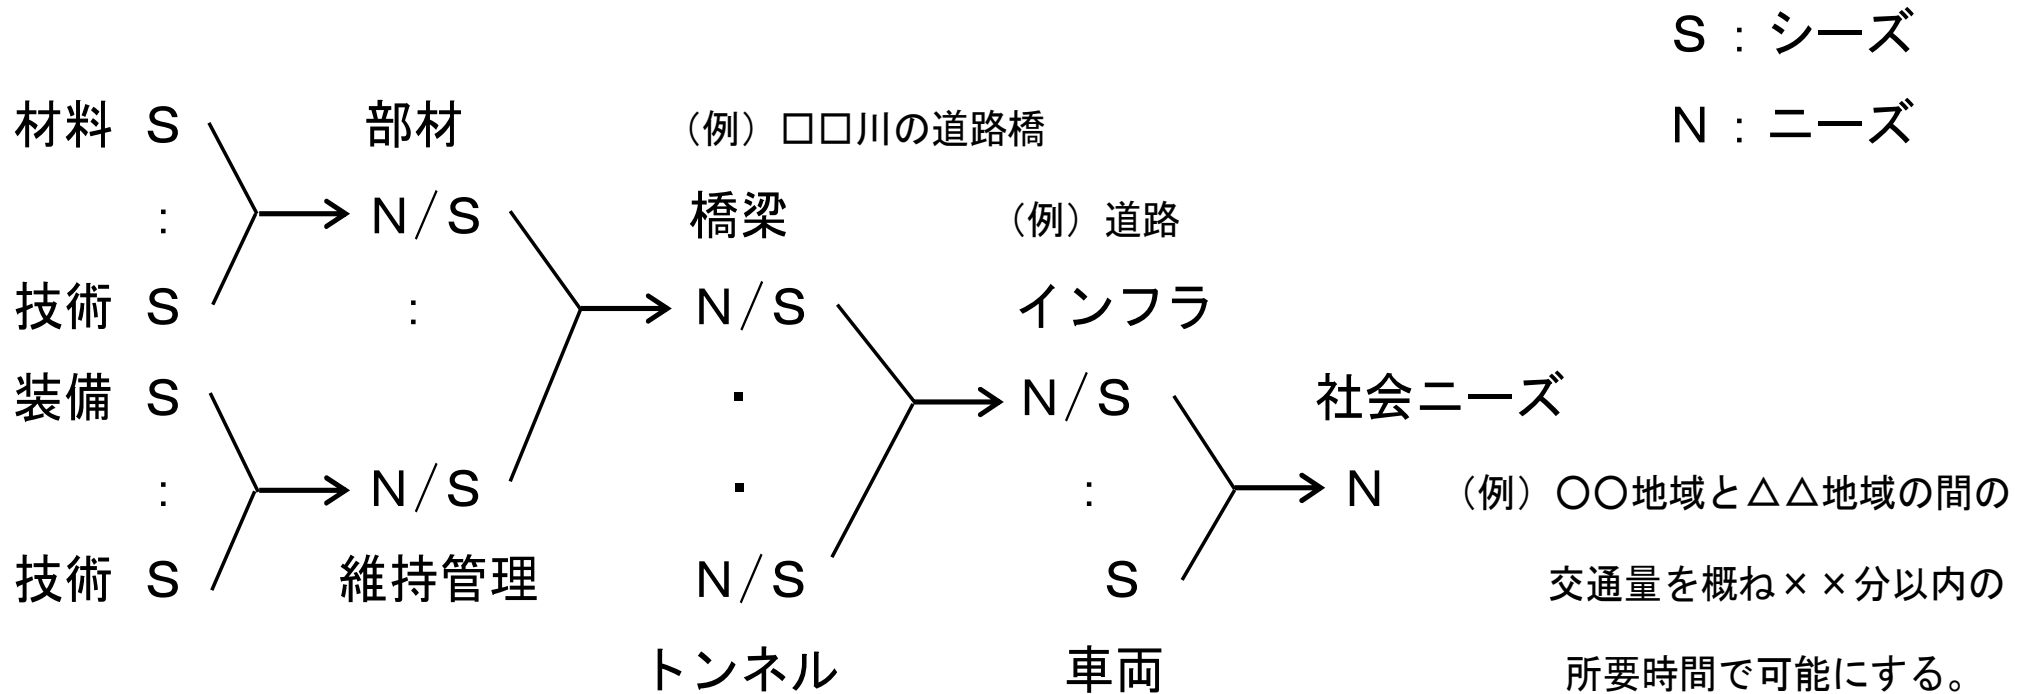 S：シーズ
材料 S 部材 （例）□□川の道路橋 N：ニーズ
： N/S 橋梁 （例）道路
技術 S ： N/S インフラ
装備 S ・ N/S 社会ニーズ
： N/S ・ ： N （例）〇〇地域と△△地域の間の
技術 S 維持管理 N/S S 交通量を概ね××分以内の
トンネル 車両 所要時間で可能にする。